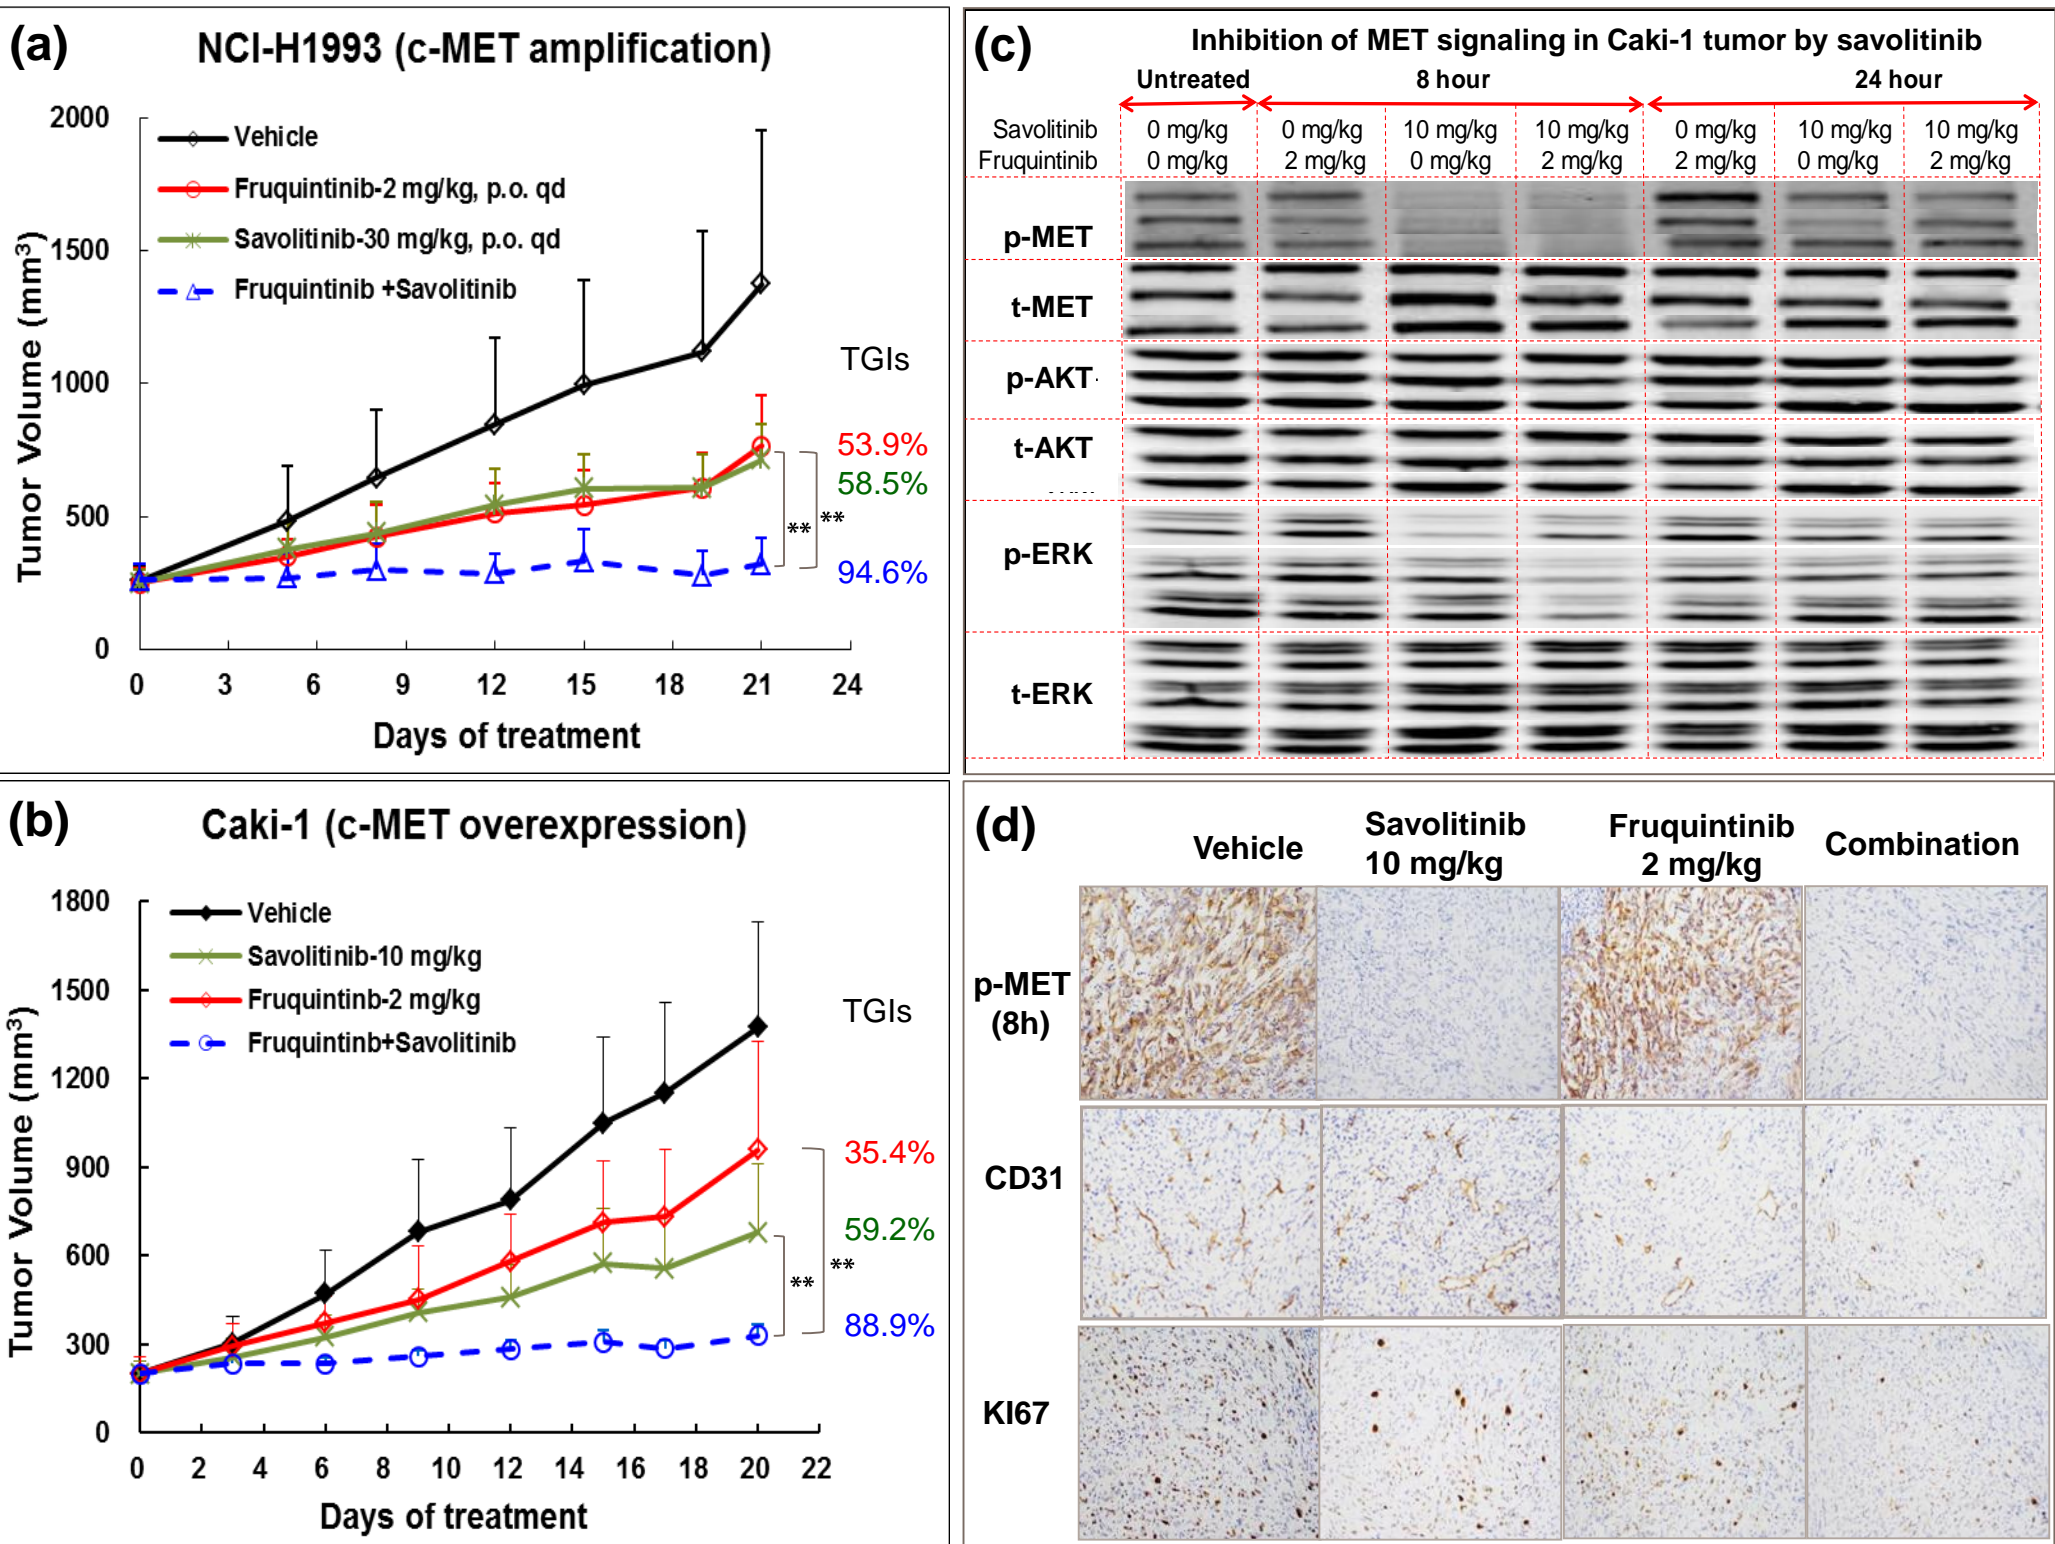 (a)
NCI-H1993 (c-MET amplification)
Tumor Volume (mm³)
2000
1500
1000
500
0
Vehicle
Fruquintinib-2 mg/kg, p.o. qd
Savolitinib-30 mg/kg, p.o. qd
Fruquintinib +Savolitinib
TGIs
53.9%
58.5%
** **
94.6%
0 3 6 9 12 15 18 21 24
Days of treatment
(b)
Caki-1 (c-MET overexpression)
Tumor Volume (mm³)
1800
1500
1200
900
600
300
0
Vehicle
Savolitinib-10 mg/kg
Fruquintinb-2 mg/kg
Fruquintinb+Savolitinib
TGIs
35.4%
59.2%
** **
88.9%
0 2 4 6 8 10 12 14 16 18 20 22
Days of treatment
(c)
Inhibition of MET signaling in Caki-1 tumor by savolitinib
Untreated 8 hour 24 hour
Savolitinib 0 mg/kg 0 mg/kg 10 mg/kg 10 mg/kg 0 mg/kg 10 mg/kg 10 mg/kg
Fruquintinib 0 mg/kg 2 mg/kg 0 mg/kg 2 mg/kg 2 mg/kg 0 mg/kg 2 mg/kg
p-MET
t-MET
p-AKT
t-AKT
p-ERK
t-ERK
(d)
Vehicle
Savolitinib
10 mg/kg
Fruquintinib
2 mg/kg
Combination
p-MET
(8h)
CD31
KI67